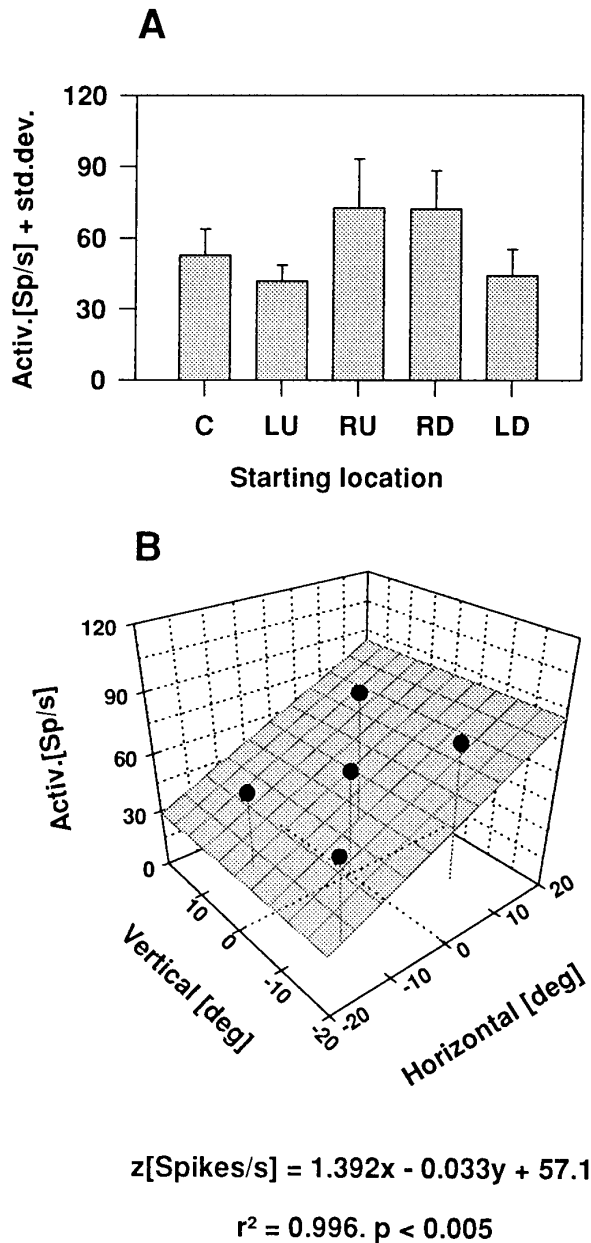 A
120
90
60
30
0
Activ.[Sp/s] + std.dev.
C LU RU RD LD
Starting location
B
120
90
60
30
0
Activ.[Sp/s]
10
0
-10
-20
Vertical [deg]
-20
-10
0
10
20
Horizontal [deg]
z[Spikes/s] = 1.392x - 0.033y + 57.1
r² = 0.996. p < 0.005